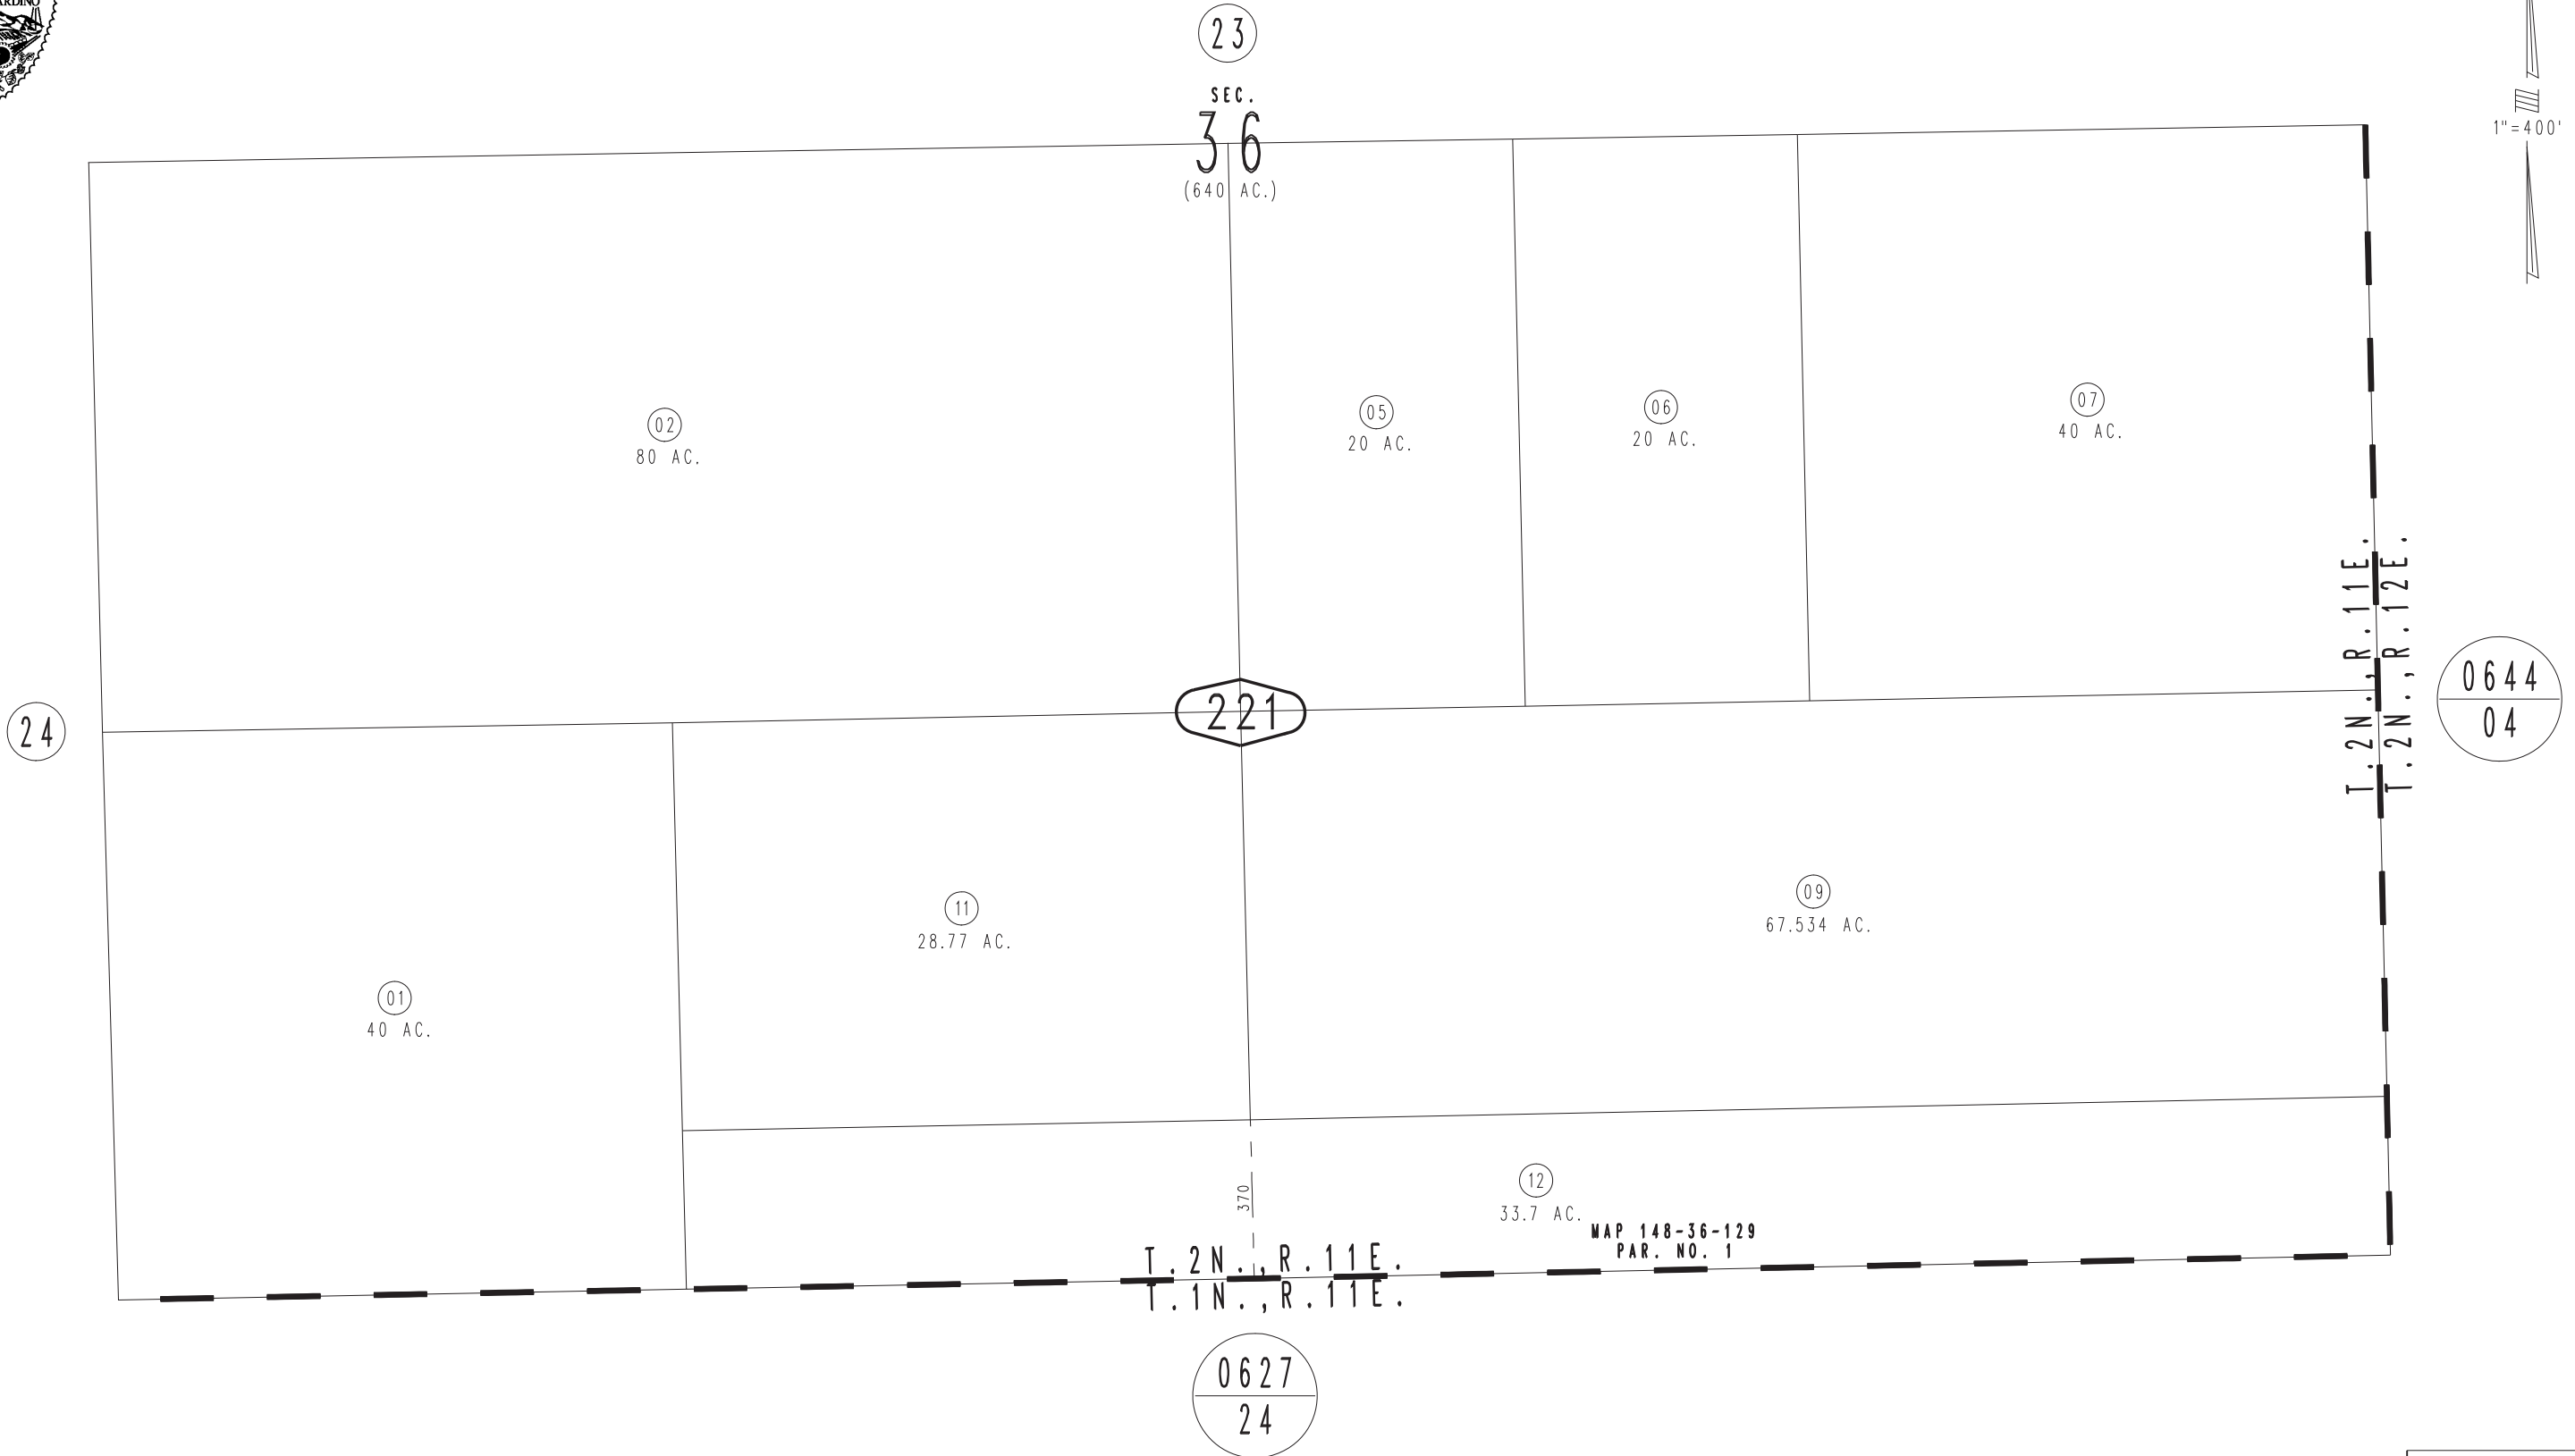 23
SEC.
36
(640 AC.)
1"=400'
02
80 AC.
05
20 AC.
06
20 AC.
07
40 AC.
T.2N.,R.11E.
T.2N.,R.12E.
0644
04
24
221
11
28.77 AC.
09
67.534 AC.
01
40 AC.
12
33.7 AC.
370
MAP 148-36-129
PAR. NO. 1
T.2N.,R.11E.
T.1N.,R.11E.
0627
24